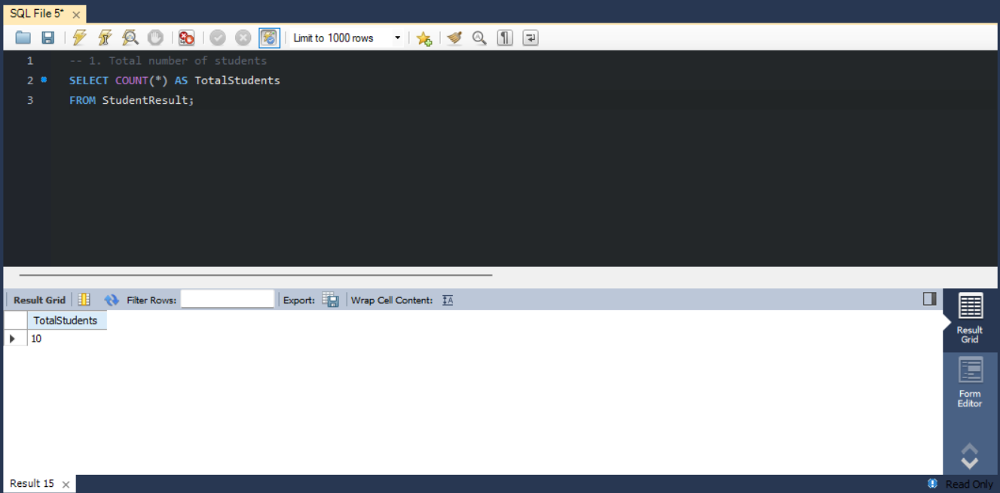 SQL File 5*
Limit to 1000 rows
1 -- 1. Total number of students
2 SELECT COUNT(*) AS TotalStudents
3 FROM StudentResult;
Result Grid Filter Rows: Export: Wrap Cell Content:
TotalStudents
10
Result
Grid
Form
Editor
Result 15
Read Only